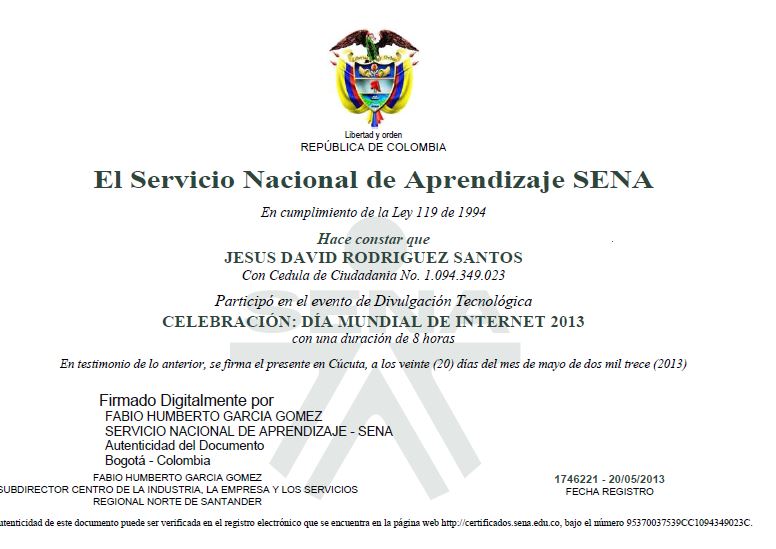 Libertad y orden
REPÚBLICA DE COLOMBIA
El Servicio Nacional de Aprendizaje SENA
En cumplimiento de la Ley 119 de 1994
Hace constar que
JESUS DAVID RODRIGUEZ SANTOS
Con Cedula de Ciudadania No. 1.094.349.023
Participó en el evento de Divulgación Tecnológica
SENA
CELEBRACIÓN: DÍA MUNDIAL DE INTERNET 2013
con una duración de 8 horas
En testimonio de lo anterior, se firma el presente en Cúcuta, a los veinte (20) días del mes de mayo de dos mil trece (2013)
Firmado Digitalmente por
FABIO HUMBERTO GARCIA GOMEZ
SERVICIO NACIONAL DE APRENDIZAJE - SENA
Autenticidad del Documento
Bogotá - Colombia
FABIO HUMBERTO GARCIA GOMEZ
SUBDIRECTOR CENTRO DE LA INDUSTRIA, LA EMPRESA Y LOS SERVICIOS
REGIONAL NORTE DE SANTANDER
1746221 - 20/05/2013
FECHA REGISTRO
utenticidad de este documento puede ser verificada en el registro electrónico que se encuentra en la página web http://certificados.sena.edu.co, bajo el número 95370037539CC1094349023C.